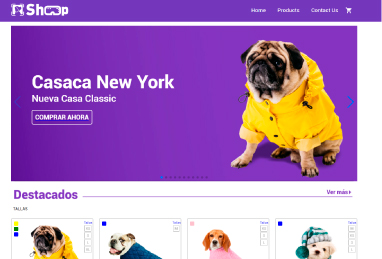 Shoop
Home Products Contact Us
Casaca New York
Nueva Casa Classic
COMPRAR AHORA
Destacados
Ver más
TALLAS
New New New New